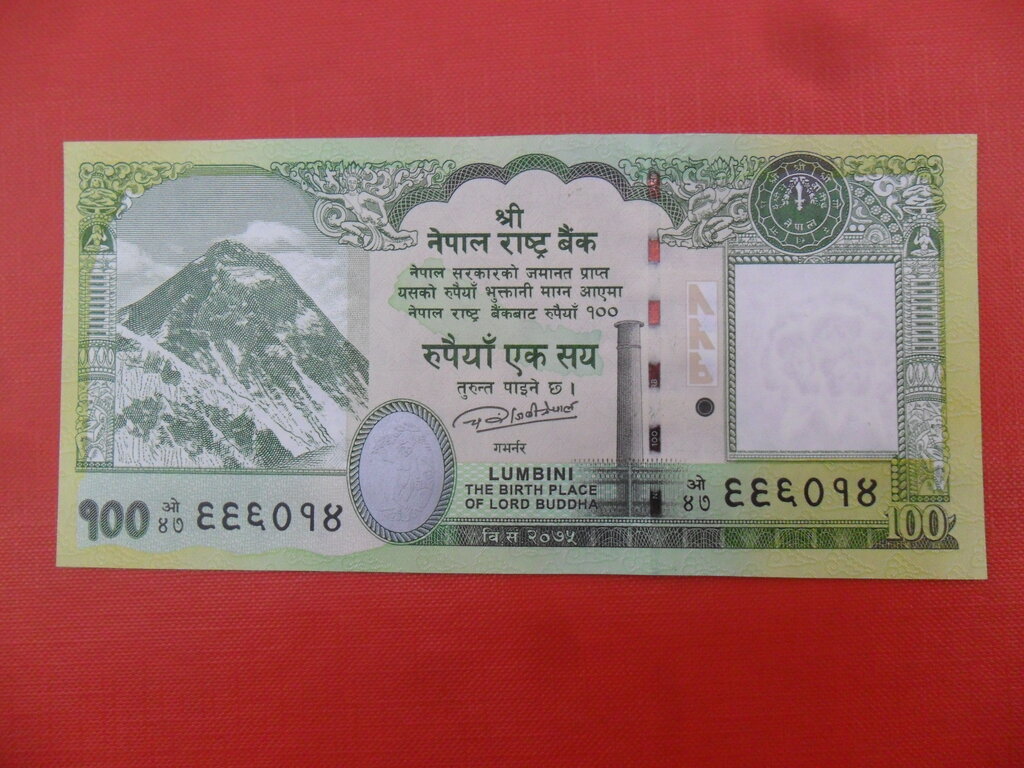 श्री
नेपाल राष्ट्र बैंक
नेपाल सरकारको जमानत प्राप्त
यसको रुपैयाँ भुक्तानी माग्न आएमा
नेपाल राष्ट्र बैंकबाट रुपैयाँ १००
रुपैयाँ एक सय
तुरुन्त पाइने छ।
गभर्नर
LUMBINI
THE BIRTH PLACE
OF LORD BUDDHA
१०० ओ ४७ ६६६०१४
ओ ४७ ६६६०१४
100
वि सं २०७५
NRB